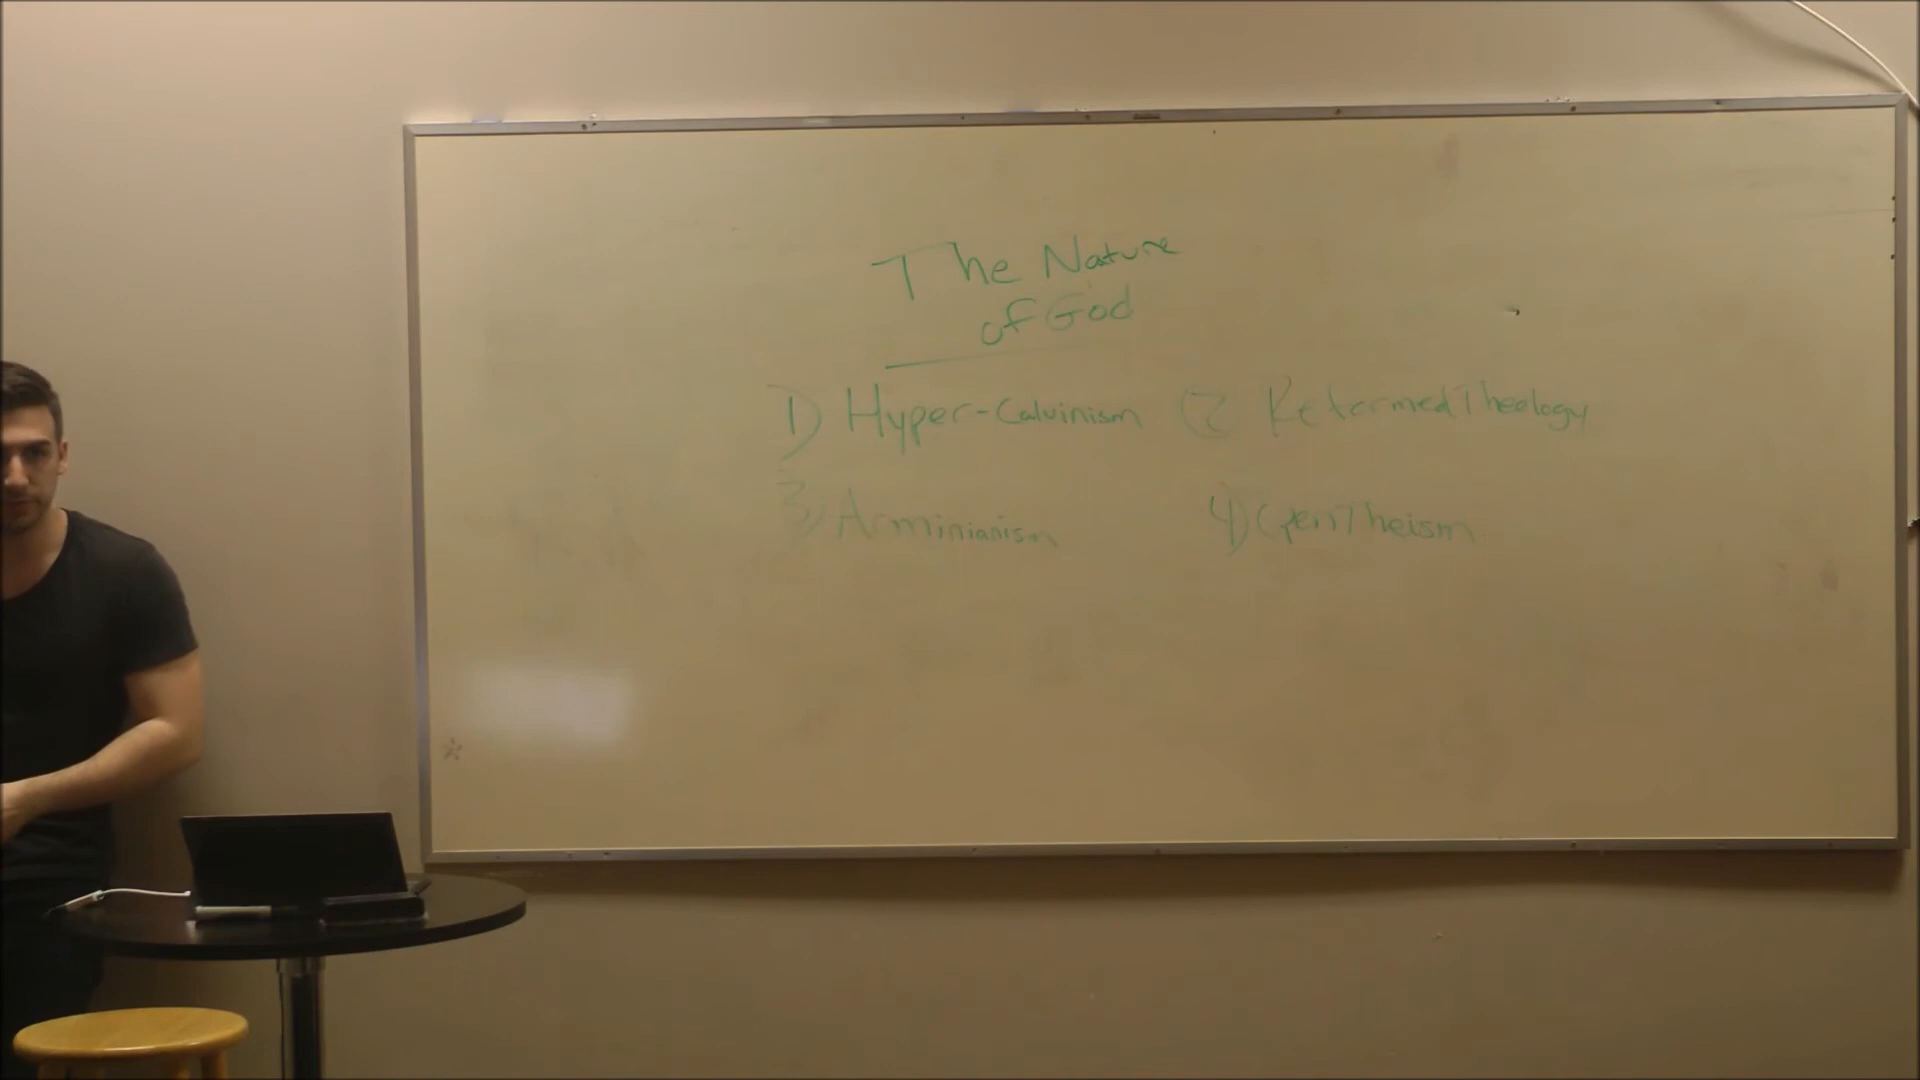 The Nature
of God
1) Hyper-Calvinism 2 Reformed Theology
3) Arminianism 4) Open Theism